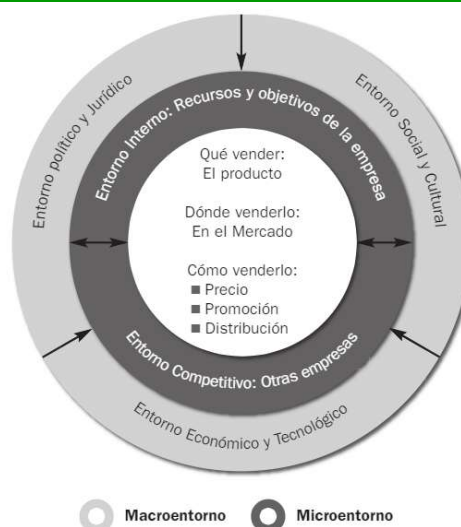 Entorno político y Jurídico
Entorno Social y Cultural
Entorno Interno: Recursos y objetivos de la empresa
Qué vender:
El producto
Dónde venderlo:
En el Mercado
Cómo venderlo:
■ Precio
■ Promoción
■ Distribución
Entorno Competitivo: Otras empresas
Entorno Económico y Tecnológico
Macroentorno
Microentorno